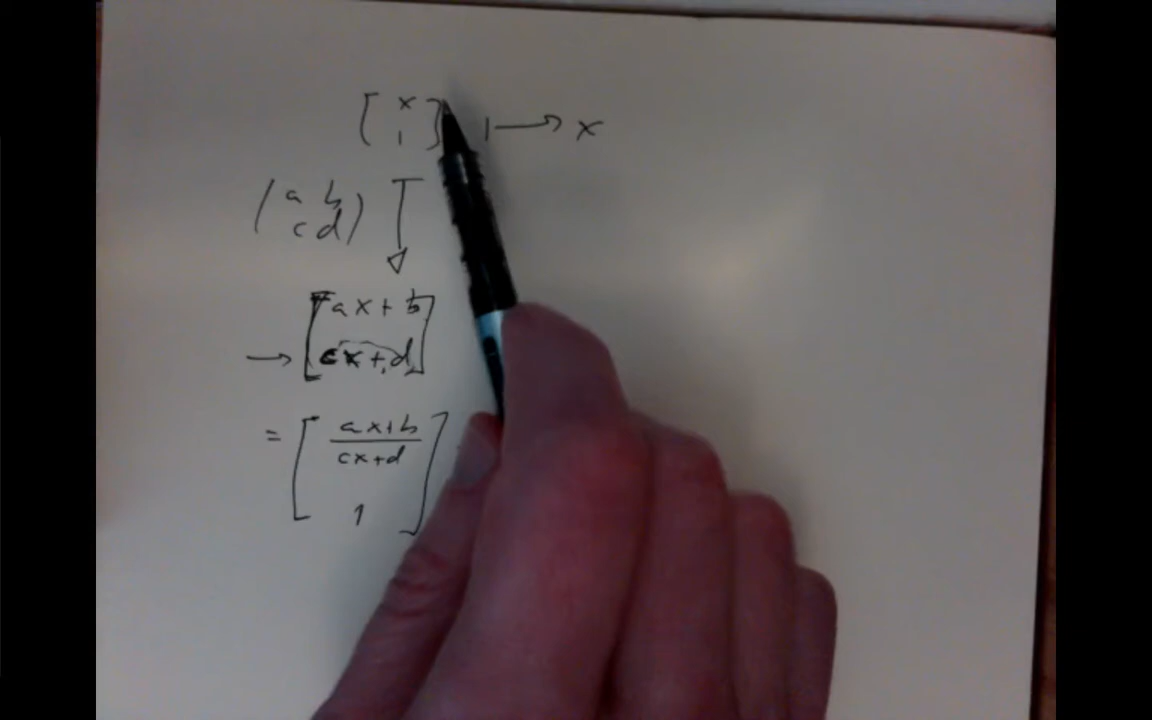 [ x 1 ] ↦ x
( a b c d ) ↓
→ [ ax + b cx + d ]
= [ ax+b / cx+d 1 ]